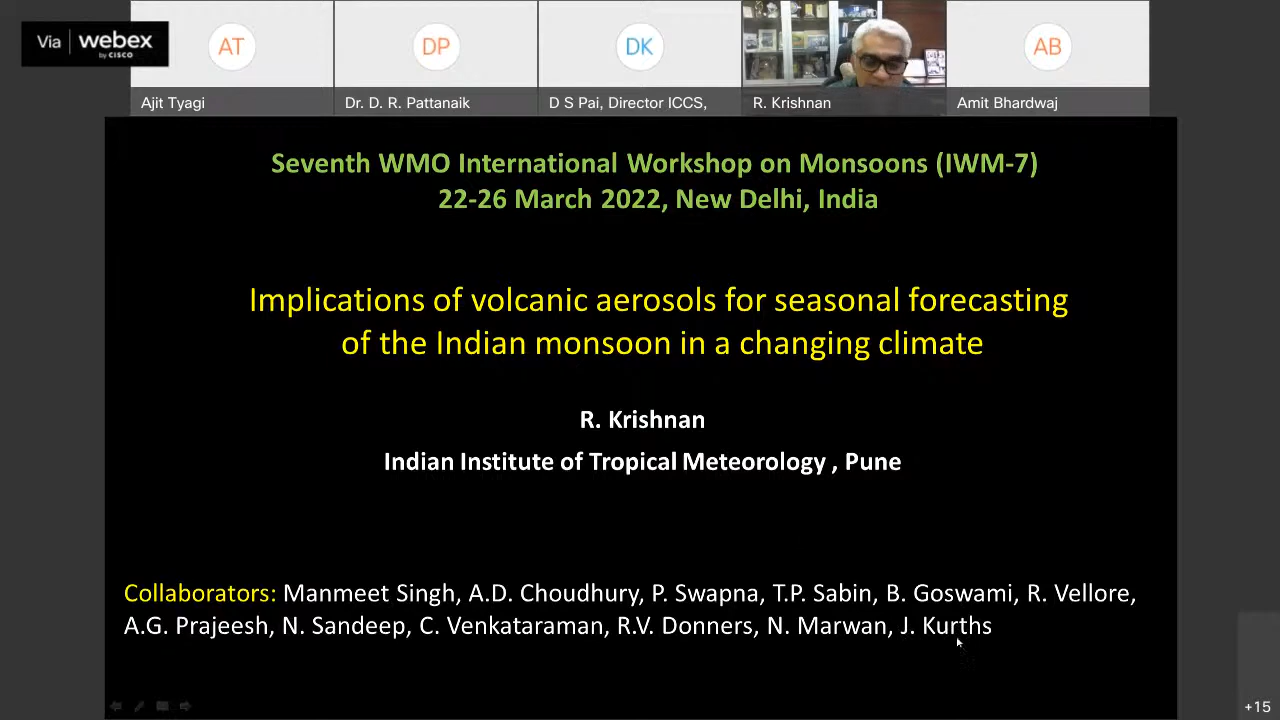 Via webex
by CISCO
AT
DP
DK
AB
Ajit Tyagi
Dr. D. R. Pattanaik
D S Pai, Director ICCS,
R. Krishnan
Amit Bhardwaj
Seventh WMO International Workshop on Monsoons (IWM-7)
22-26 March 2022, New Delhi, India
Implications of volcanic aerosols for seasonal forecasting
of the Indian monsoon in a changing climate
R. Krishnan
Indian Institute of Tropical Meteorology , Pune
Collaborators: Manmeet Singh, A.D. Choudhury, P. Swapna, T.P. Sabin, B. Goswami, R. Vellore,
A.G. Prajeesh, N. Sandeep, C. Venkataraman, R.V. Donners, N. Marwan, J. Kurths
+15